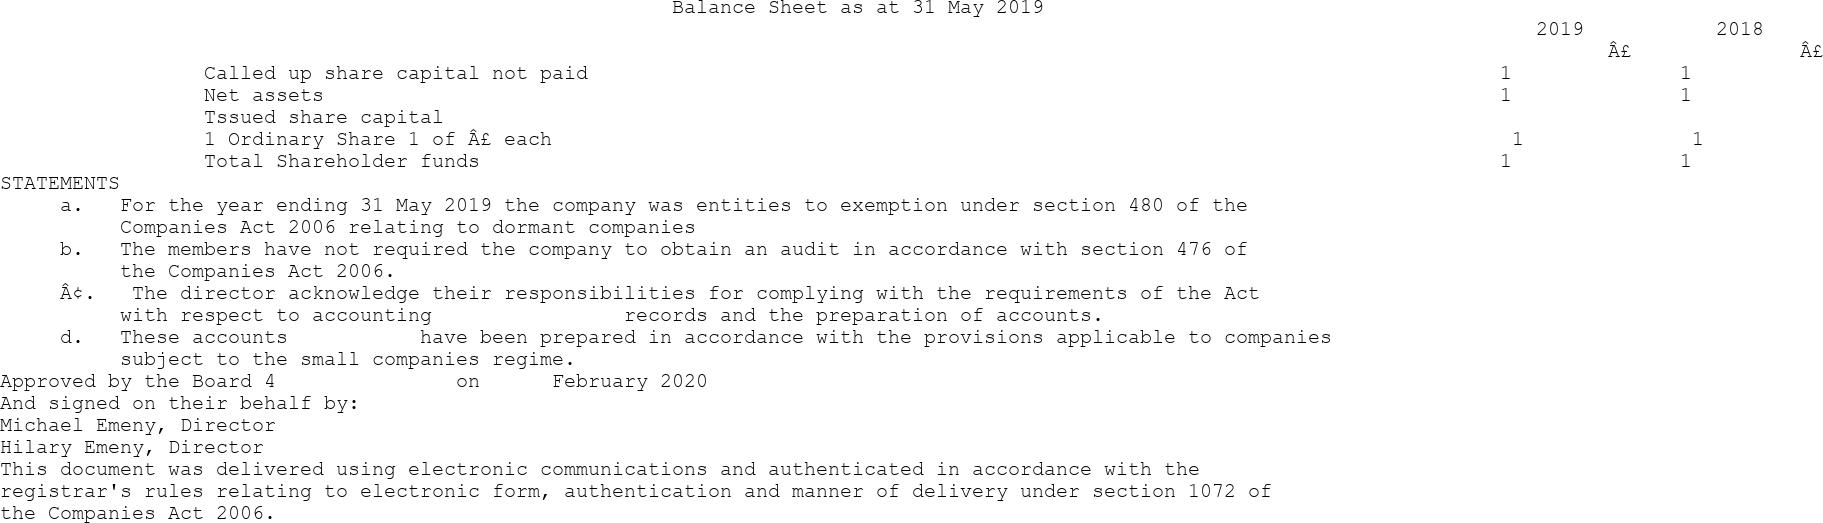 Balance Sheet as at 31 May 2019
2019 2018
Â£ Â£
Called up share capital not paid 1 1
Net assets 1 1
Tssued share capital
1 Ordinary Share 1 of Â£ each 1 1
Total Shareholder funds 1 1
STATEMENTS
a. For the year ending 31 May 2019 the company was entities to exemption under section 480 of the
Companies Act 2006 relating to dormant companies
b. The members have not required the company to obtain an audit in accordance with section 476 of
the Companies Act 2006.
Â¢. The director acknowledge their responsibilities for complying with the requirements of the Act
with respect to accounting records and the preparation of accounts.
d. These accounts have been prepared in accordance with the provisions applicable to companies
subject to the small companies regime.
Approved by the Board 4 on February 2020
And signed on their behalf by:
Michael Emeny, Director
Hilary Emeny, Director
This document was delivered using electronic communications and authenticated in accordance with the
registrar's rules relating to electronic form, authentication and manner of delivery under section 1072 of
the Companies Act 2006.